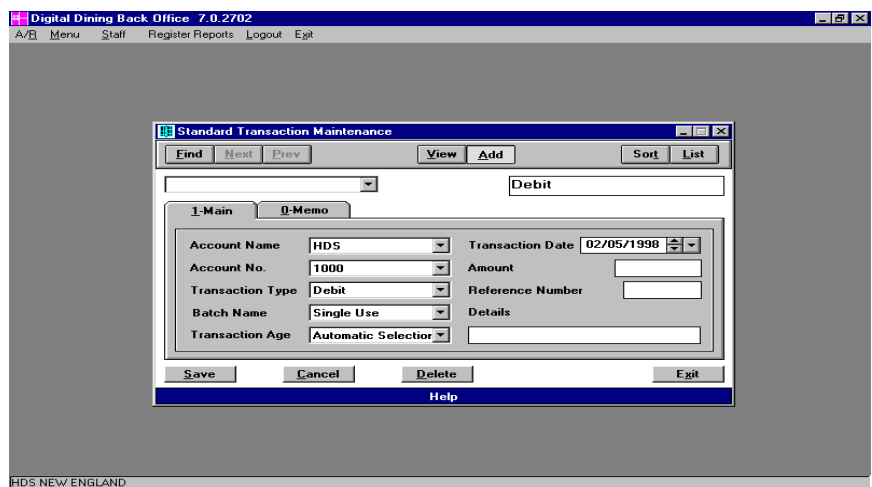 Digital Dining Back Office 7.0.2702
A/R Menu Staff Register Reports Logout Exit
Standard Transaction Maintenance
Find Next Prev View Add Sort List
Debit
1-Main 0-Memo
Account Name HDS Transaction Date 02/05/1998
Account No. 1000 Amount
Transaction Type Debit Reference Number
Batch Name Single Use Details
Transaction Age Automatic Selection
Save Cancel Delete Exit
Help
HDS NEW ENGLAND